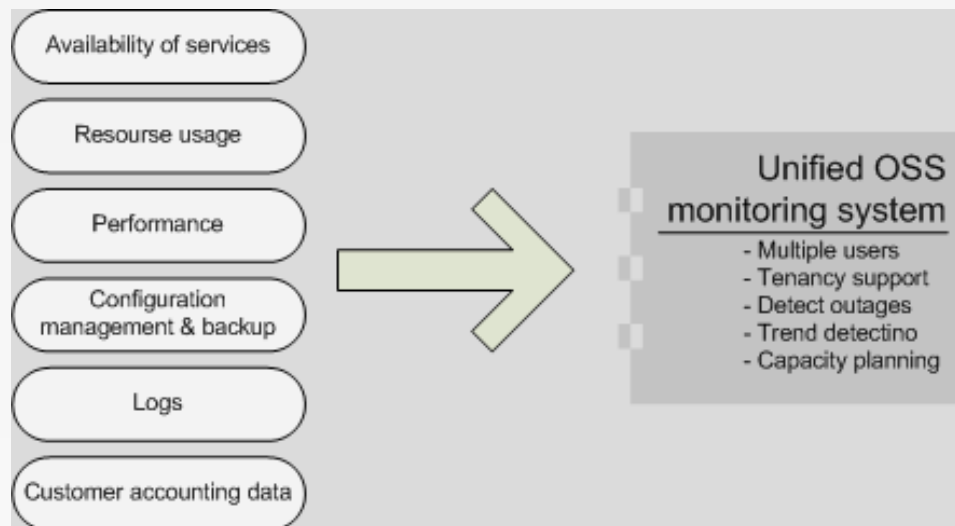 Availability of services
Resourse usage
Performance
Configuration
management & backup
Logs
Customer accounting data
Unified OSS
monitoring system
- Multiple users
- Tenancy support
- Detect outages
- Trend detectino
- Capacity planning